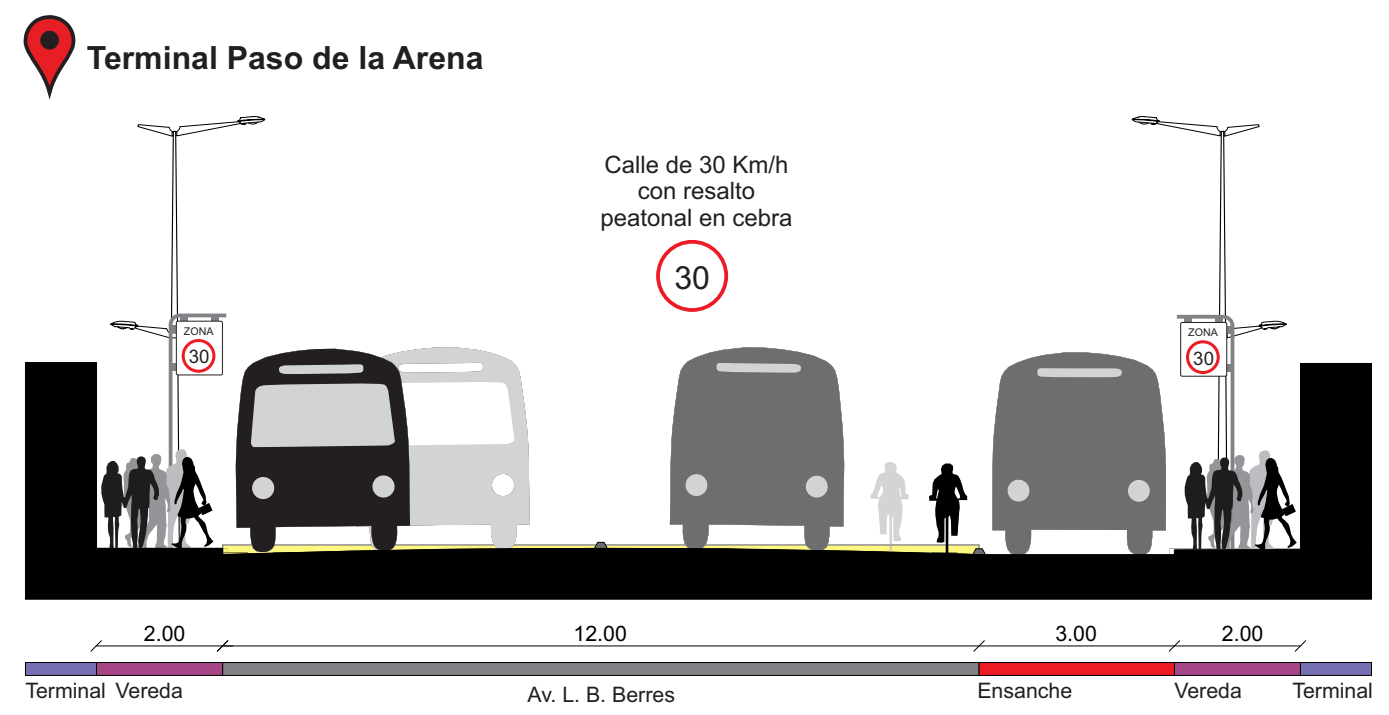 Terminal Paso de la Arena
Calle de 30 Km/h
con resalto
peatonal en cebra
30
ZONA
30
ZONA
30
2.00
12.00
3.00
2.00
Terminal
Vereda
Av. L. B. Berres
Ensanche
Vereda
Terminal